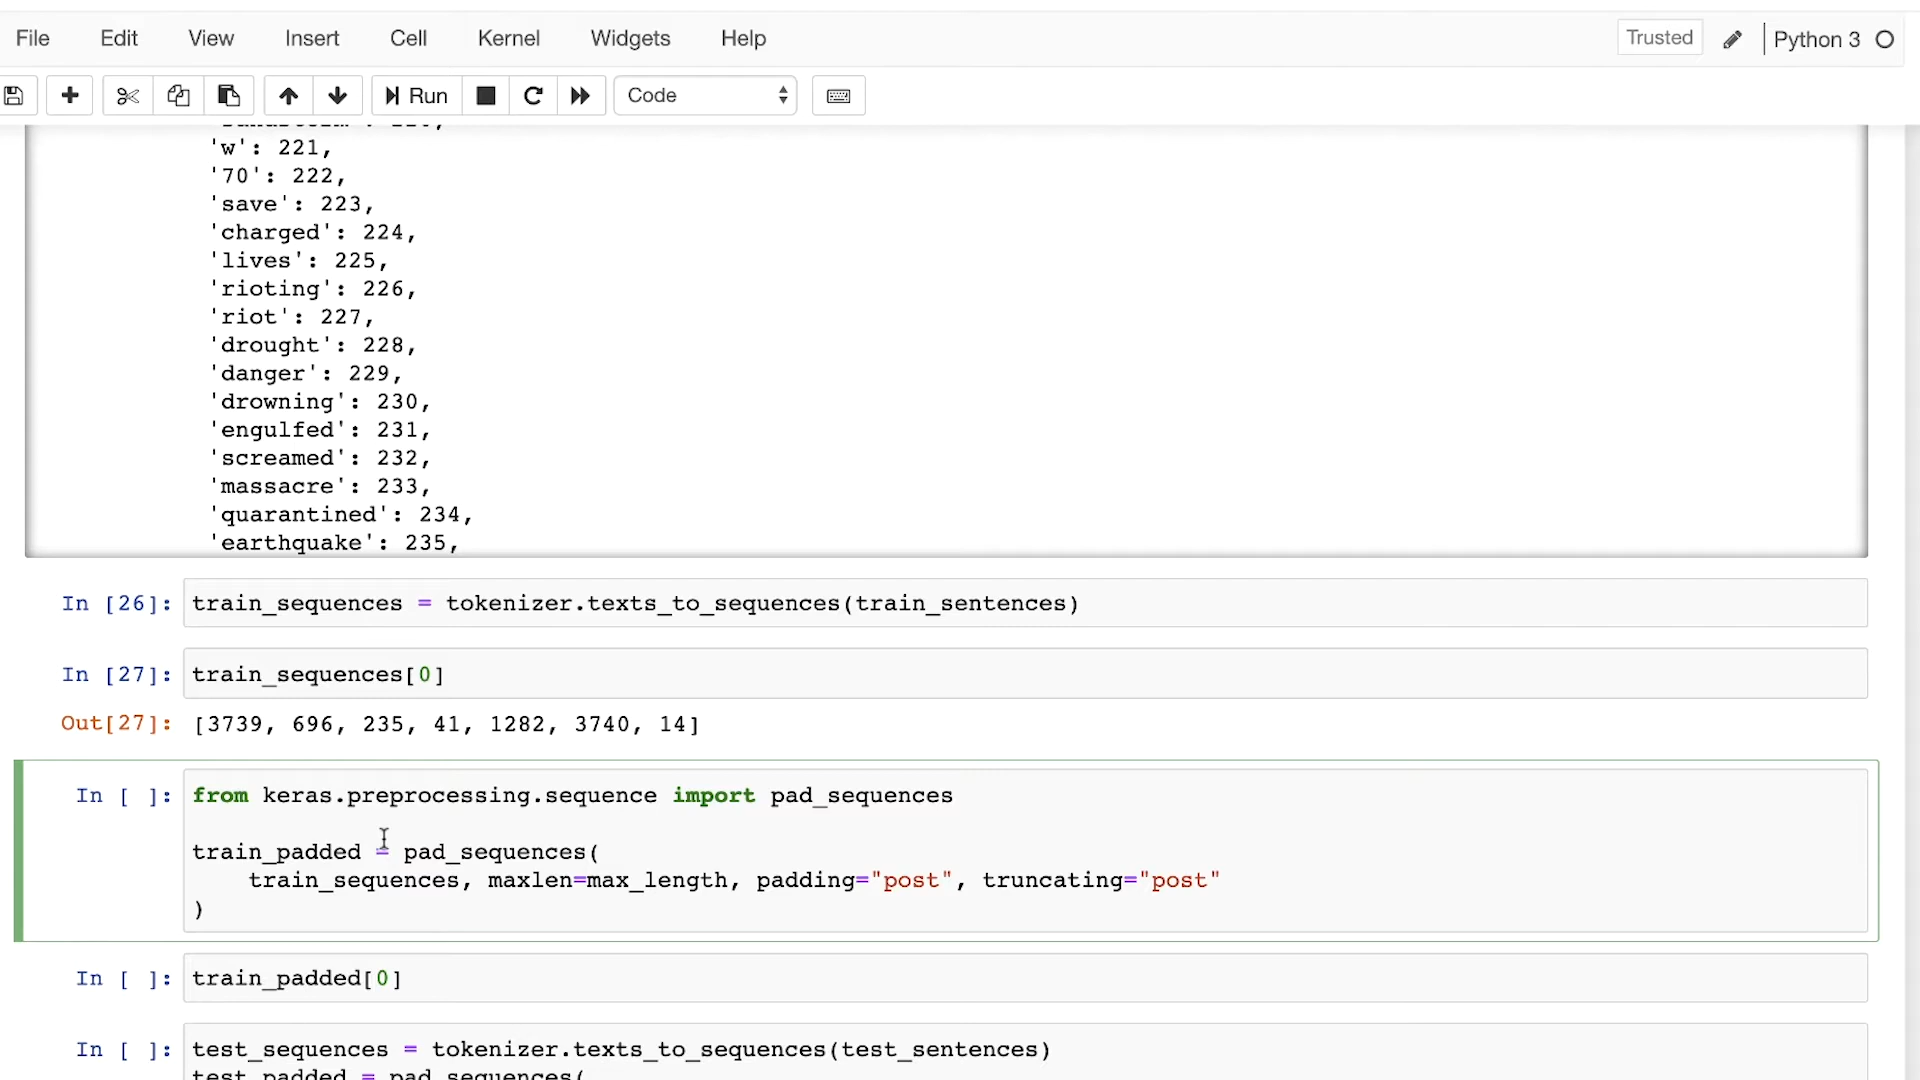 File Edit View Insert Cell Kernel Widgets Help Trusted Python 3
Run Code
'w': 221,
'70': 222,
'save': 223,
'charged': 224,
'lives': 225,
'rioting': 226,
'riot': 227,
'drought': 228,
'danger': 229,
'drowning': 230,
'engulfed': 231,
'screamed': 232,
'massacre': 233,
'quarantined': 234,
'earthquake': 235,
In [26]: train_sequences = tokenizer.texts_to_sequences(train_sentences)
In [27]: train_sequences[0]
Out[27]: [3739, 696, 235, 41, 1282, 3740, 14]
In [ ]: from keras.preprocessing.sequence import pad_sequences
train_padded = pad_sequences(
train_sequences, maxlen=max_length, padding="post", truncating="post"
)
In [ ]: train_padded[0]
In [ ]: test_sequences = tokenizer.texts_to_sequences(test_sentences)
test_padded = pad_sequences(